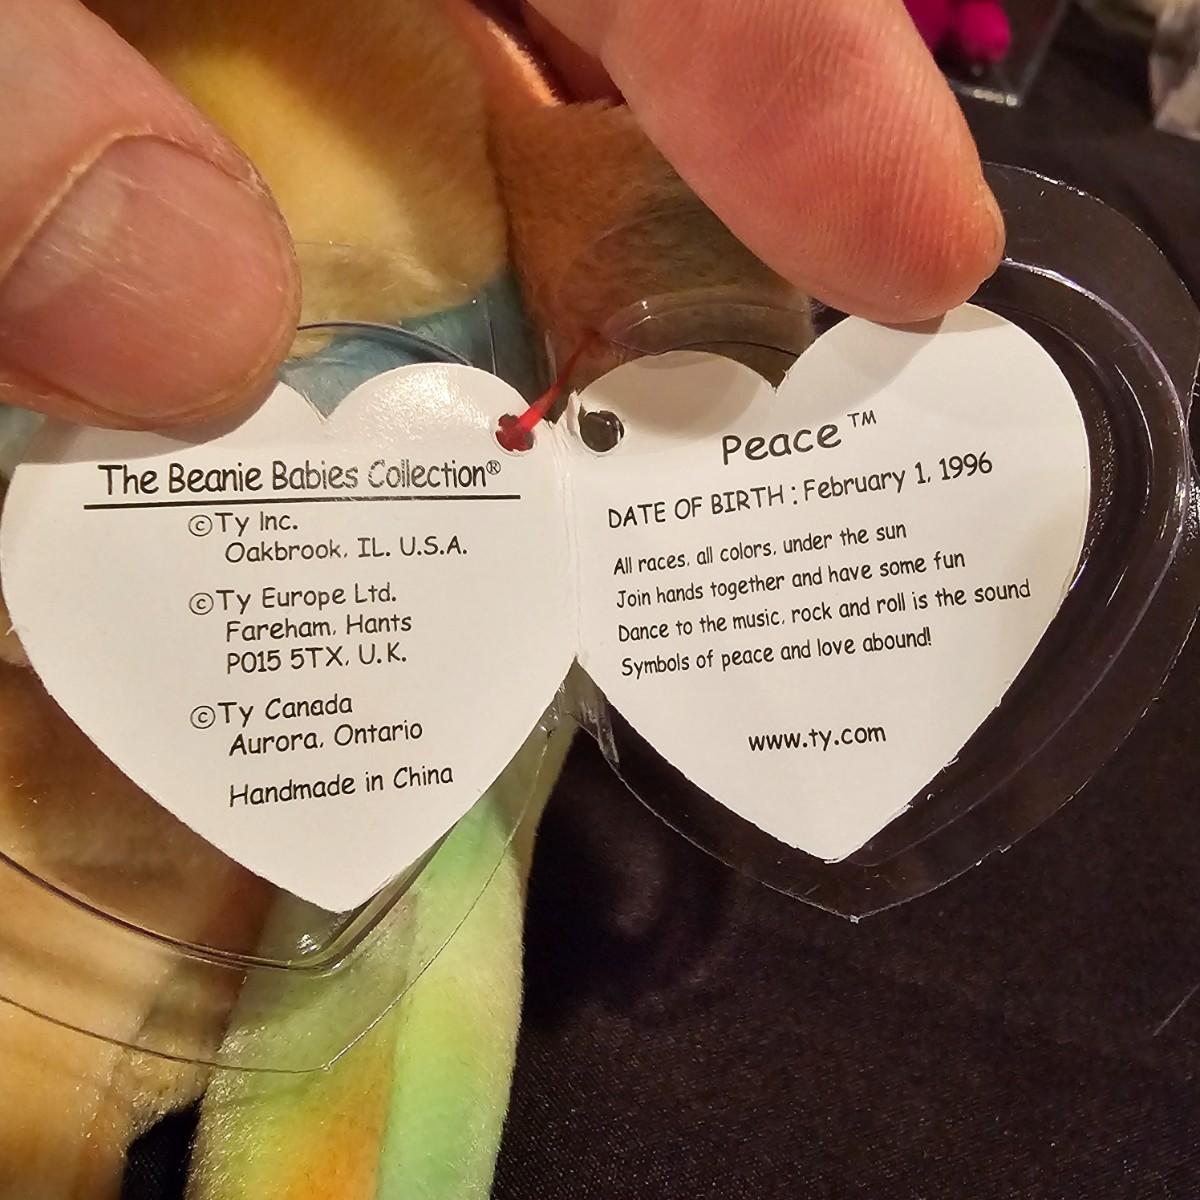 The Beanie Babies Collection®
©Ty Inc.
Oakbrook, IL. U.S.A.
©Ty Europe Ltd.
Fareham, Hants
PO15 5TX, U.K.
©Ty Canada
Aurora, Ontario
Handmade in China
Peace™
DATE OF BIRTH : February 1, 1996
All races, all colors, under the sun
Join hands together and have some fun
Dance to the music, rock and roll is the sound
Symbols of peace and love abound!
www.ty.com